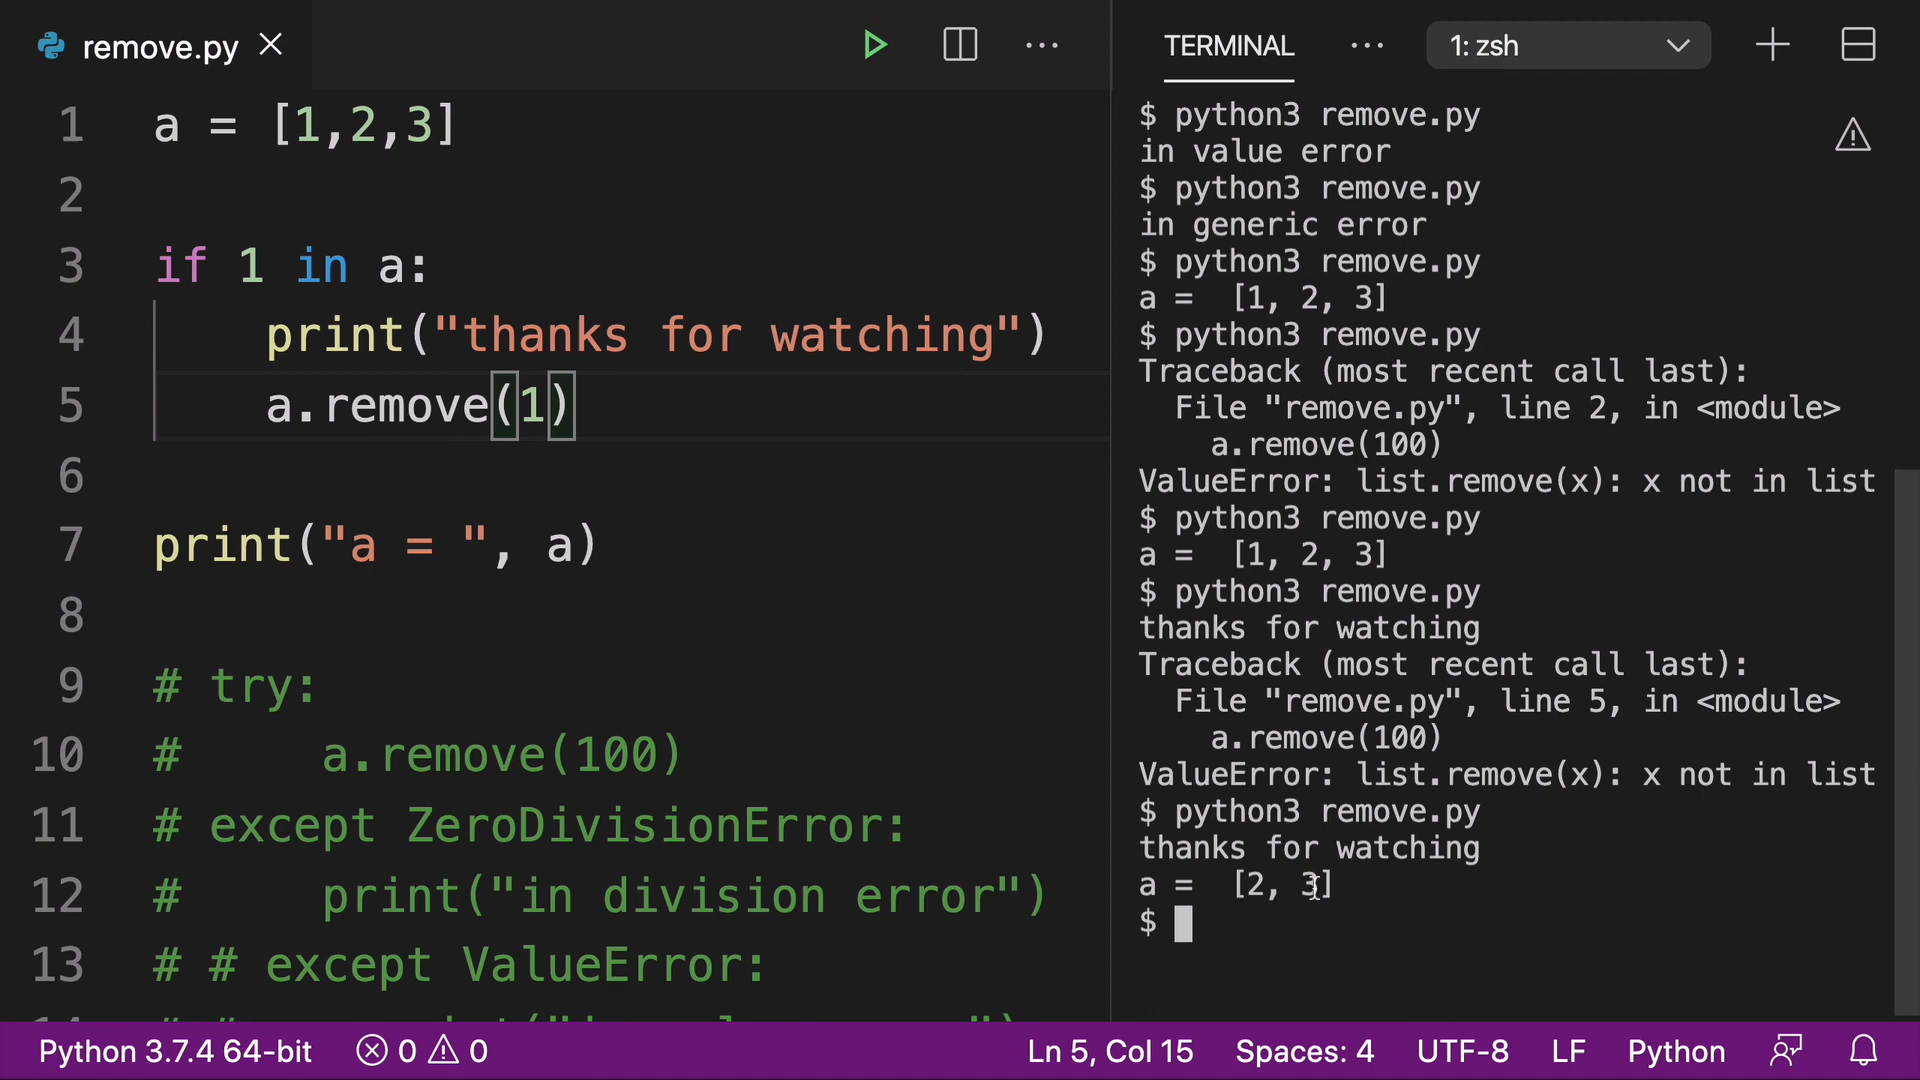 remove.py
1 a = [1,2,3]
2
3 if 1 in a:
4 print("thanks for watching")
5 a.remove(1)
6
7 print("a = ", a)
8
9 # try:
10 # a.remove(100)
11 # except ZeroDivisionError:
12 # print("in division error")
13 # # except ValueError:
TERMINAL
1: zsh
$ python3 remove.py
in value error
$ python3 remove.py
in generic error
$ python3 remove.py
a =  [1, 2, 3]
$ python3 remove.py
Traceback (most recent call last):
File "remove.py", line 2, in <module>
a.remove(100)
ValueError: list.remove(x): x not in list
$ python3 remove.py
a =  [1, 2, 3]
$ python3 remove.py
thanks for watching
Traceback (most recent call last):
File "remove.py", line 5, in <module>
a.remove(100)
ValueError: list.remove(x): x not in list
$ python3 remove.py
thanks for watching
a =  [2, 3]
$
Python 3.7.4 64-bit 0 0 Ln 5, Col 15 Spaces: 4 UTF-8 LF Python